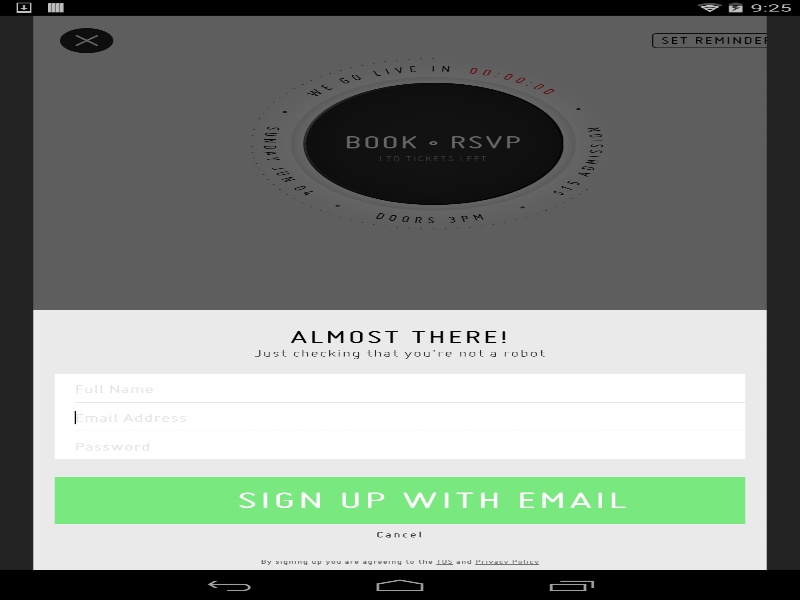 9:25
SET REMINDER
WE GO LIVE IN 00:00:00
BOOK RSVP
LTD TICKETS LEFT
SUNDAY JUN 04
$15 ADMISSION
DOORS 3PM
ALMOST THERE!
Just checking that you're not a robot
Full Name
Email Address
Password
SIGN UP WITH EMAIL
Cancel
By signing up you are agreeing to the TOS and Privacy Policy